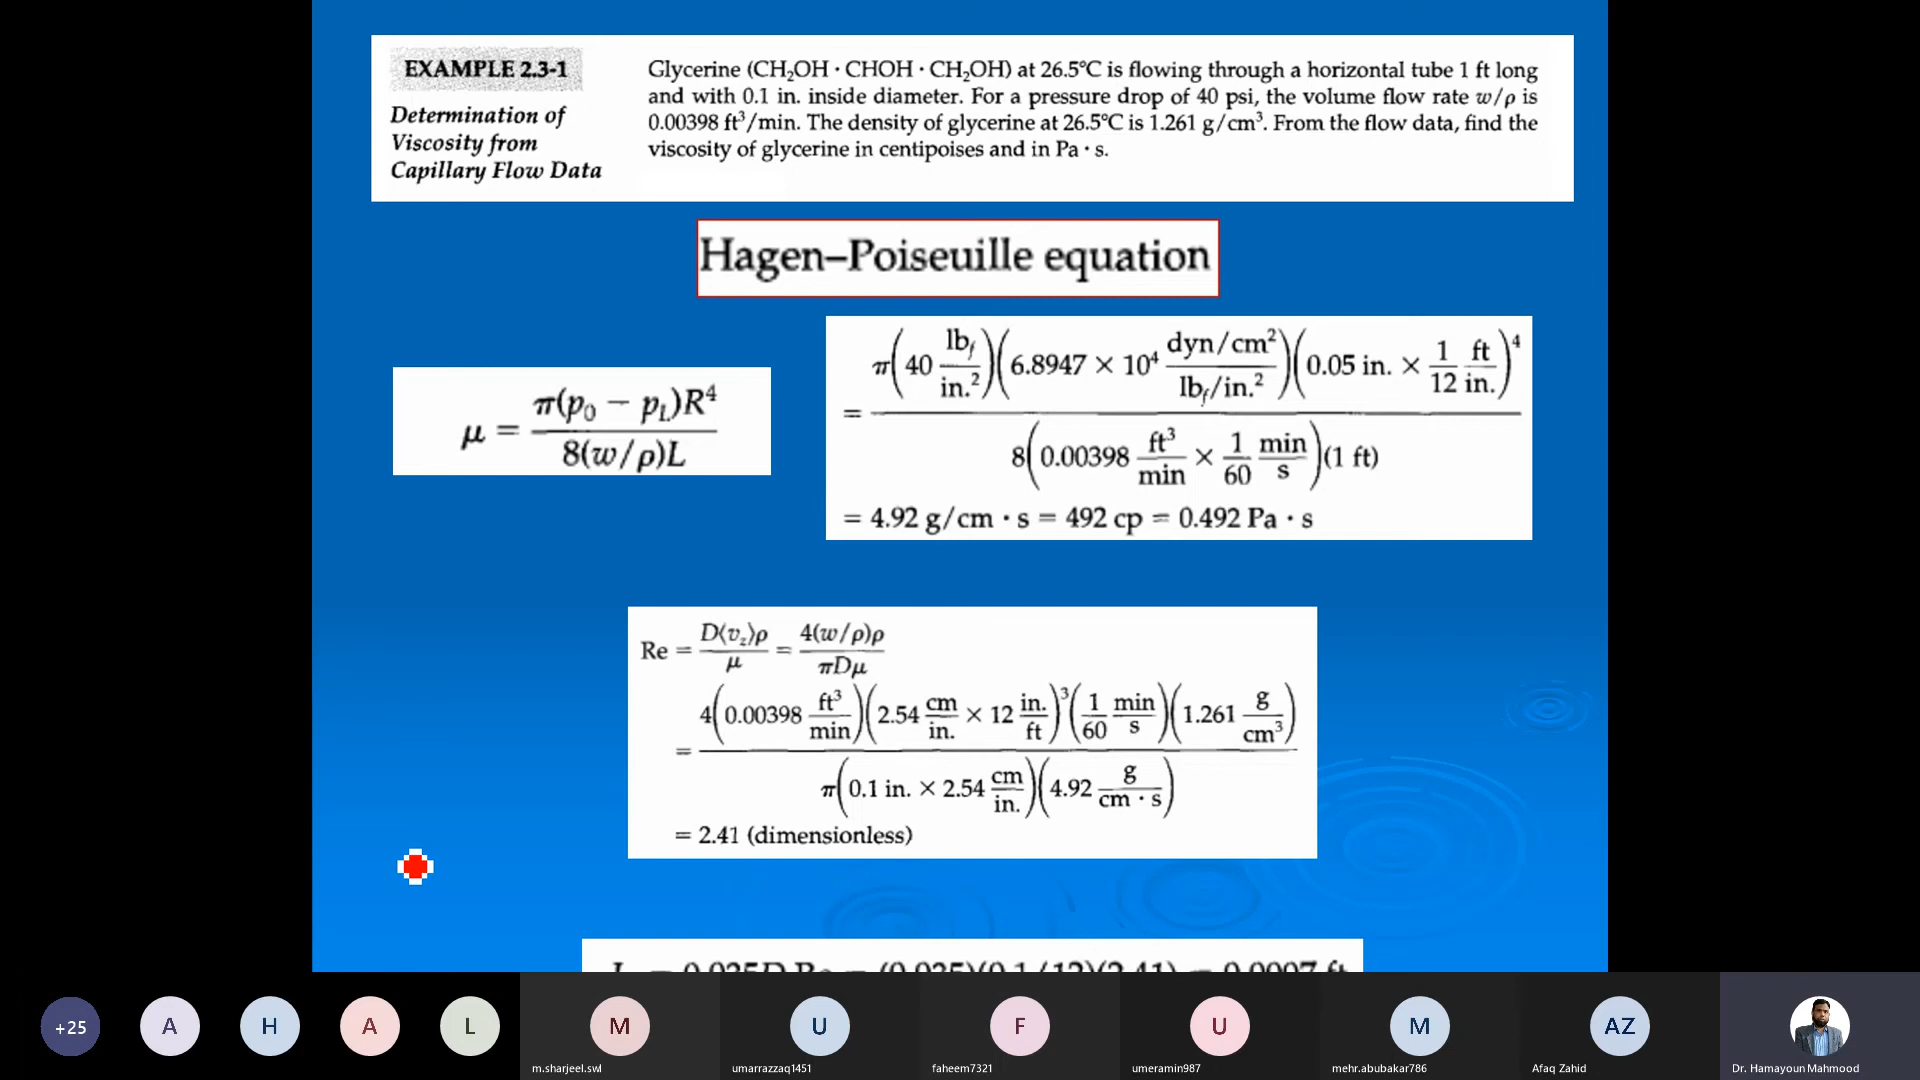 EXAMPLE 2.3-1
Determination of
Viscosity from
Capillary Flow Data
Glycerine (CH₂OH · CHOH · CH₂OH) at 26.5°C is flowing through a horizontal tube 1 ft long
and with 0.1 in. inside diameter. For a pressure drop of 40 psi, the volume flow rate w/ρ is
0.00398 ft³/min. The density of glycerine at 26.5°C is 1.261 g/cm³. From the flow data, find the
viscosity of glycerine in centipoises and in Pa · s.
Hagen–Poiseuille equation
μ = π(p₀ − p_L)R⁴ / 8(w/ρ)L
= π(40 lb_f/in.²)(6.8947 × 10⁴ dyn/cm² / lb_f/in.²)(0.05 in. × 1/12 ft/in.)⁴ / 8(0.00398 ft³/min × 1/60 min/s)(1 ft)
= 4.92 g/cm · s = 492 cp = 0.492 Pa · s
Re = D⟨v_z⟩ρ/μ = 4(w/ρ)ρ/πDμ
= 4(0.00398 ft³/min)(2.54 cm/in. × 12 in./ft)³(1/60 min/s)(1.261 g/cm³) / π(0.1 in. × 2.54 cm/in.)(4.92 g/cm · s)
= 2.41 (dimensionless)
+25
A
H
A
L
M
U
F
U
M
AZ
m.sharjeel.swl
umarrazzaq1451
faheem7321
umeramin987
mehr.abubakar786
Afaq Zahid
Dr. Hamayoun Mahmood